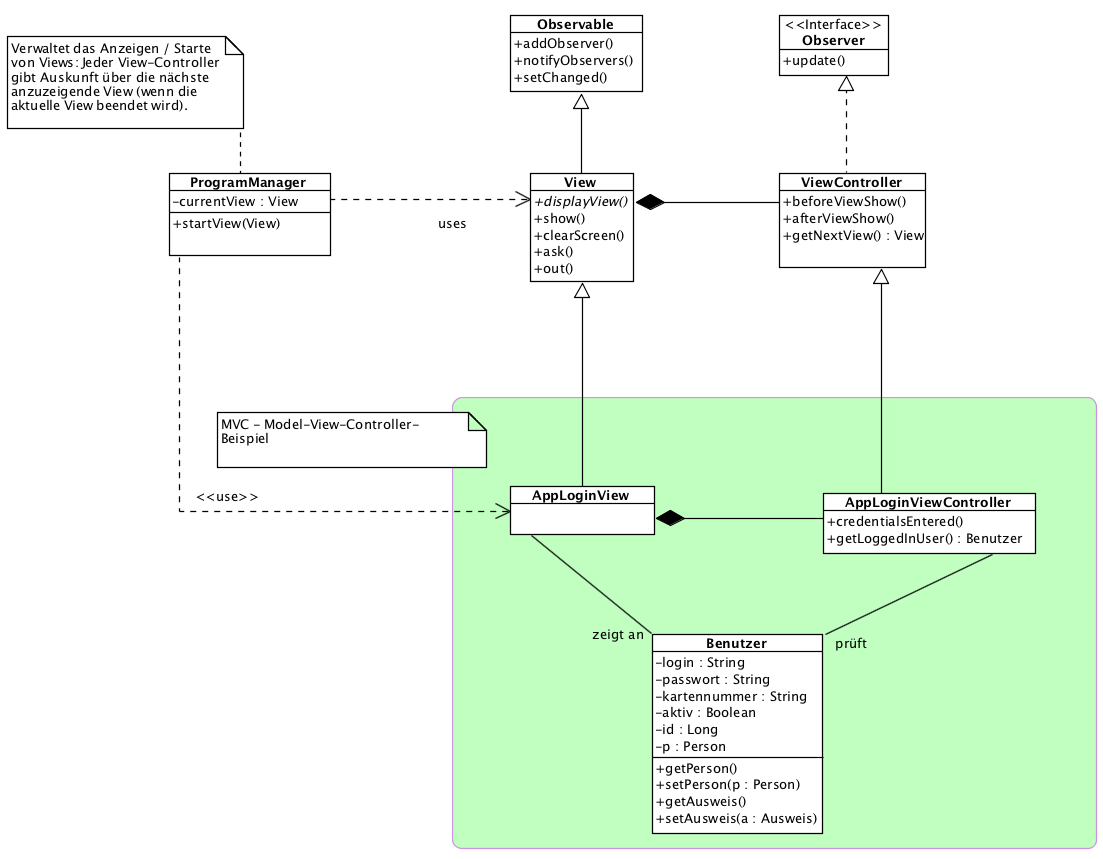 Verwaltet das Anzeigen / Starte
von Views: Jeder View-Controller
gibt Auskunft über die nächste
anzuzeigende View (wenn die
aktuelle View beendet wird).
Observable
+addObserver()
+notifyObservers()
+setChanged()
<<Interface>>
Observer
+update()
ProgramManager
-currentView : View
+startView(View)
uses
View
+displayView()
+show()
+clearScreen()
+ask()
+out()
ViewController
+beforeViewShow()
+afterViewShow()
+getNextView() : View
MVC - Model-View-Controller-
Beispiel
<<use>>
AppLoginView
AppLoginViewController
+credentialsEntered()
+getLoggedInUser() : Benutzer
zeigt an
prüft
Benutzer
-login : String
-passwort : String
-kartennummer : String
-aktiv : Boolean
-id : Long
-p : Person
+getPerson()
+setPerson(p : Person)
+getAusweis()
+setAusweis(a : Ausweis)